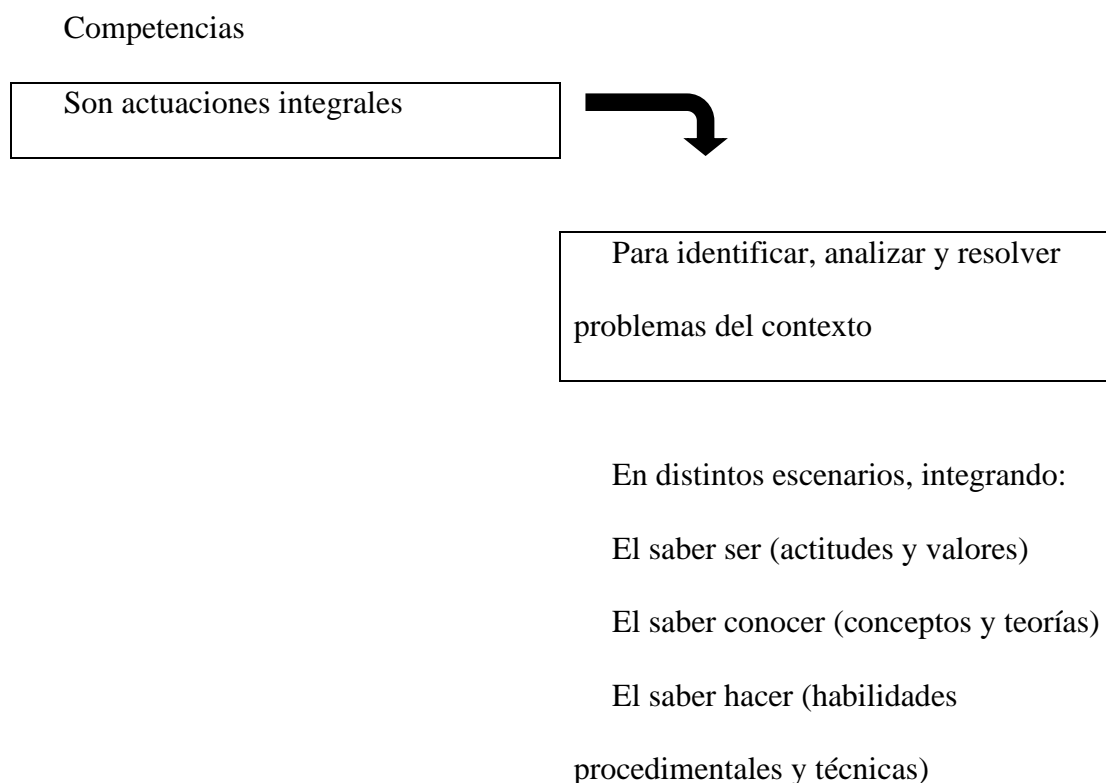 Competencias
Son actuaciones integrales
Para identificar, analizar y resolver
problemas del contexto
En distintos escenarios, integrando:
El saber ser (actitudes y valores)
El saber conocer (conceptos y teorías)
El saber hacer (habilidades
procedimentales y técnicas)